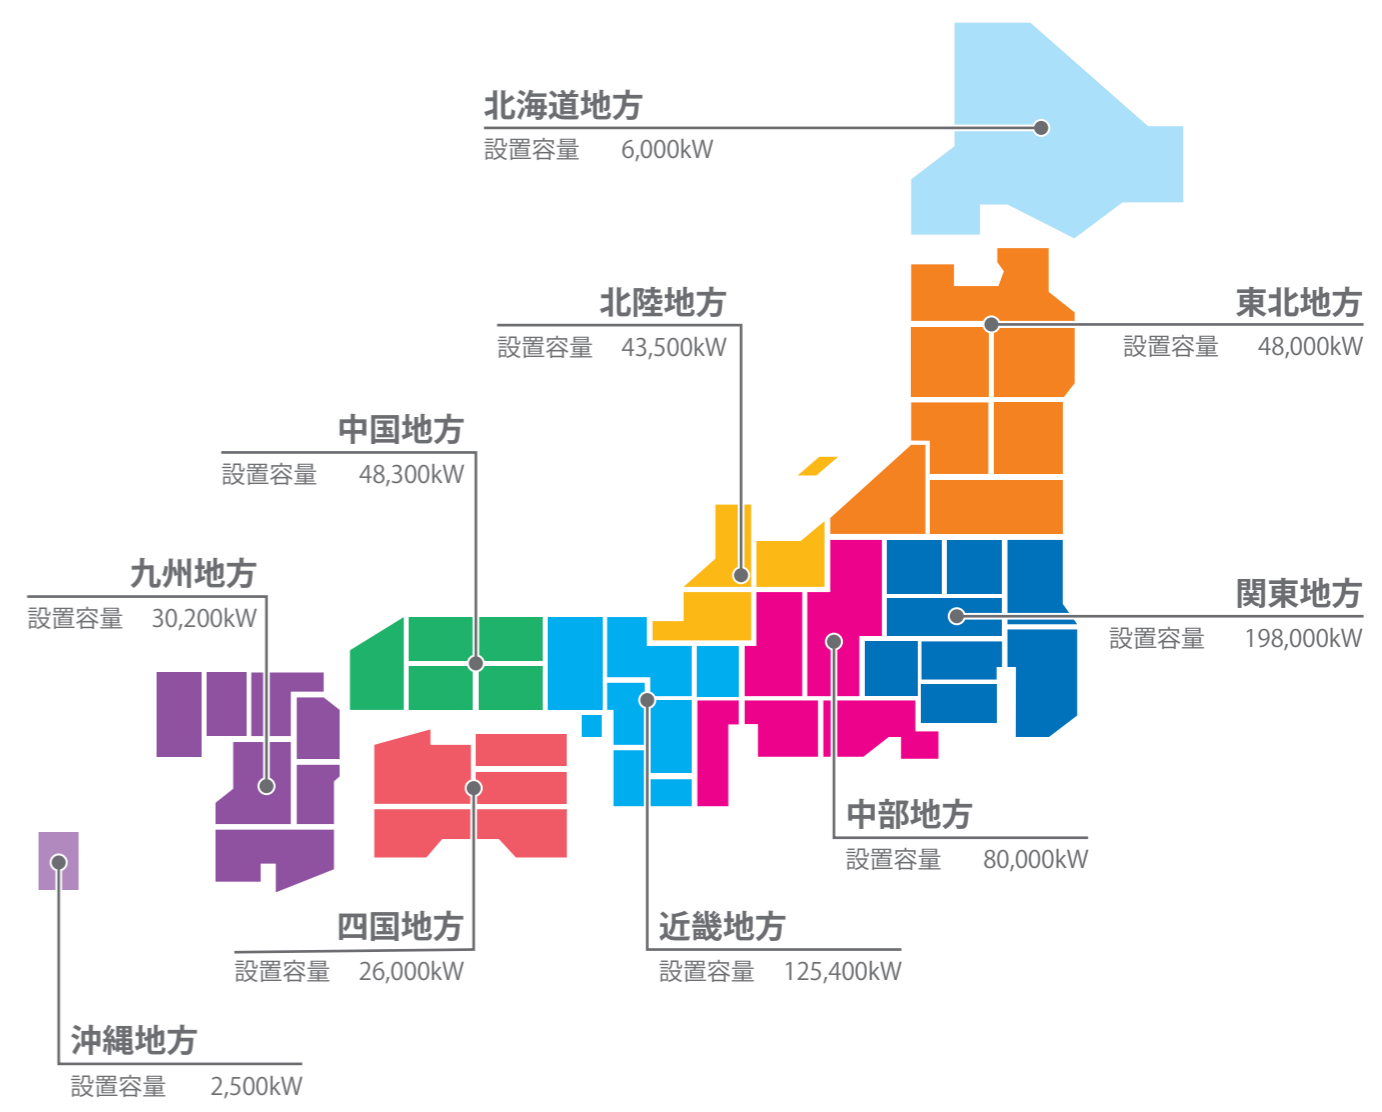 北海道地方
設置容量 6,000kW
北陸地方
設置容量 43,500kW
東北地方
設置容量 48,000kW
中国地方
設置容量 48,300kW
九州地方
設置容量 30,200kW
関東地方
設置容量 198,000kW
中部地方
設置容量 80,000kW
四国地方
設置容量 26,000kW
近畿地方
設置容量 125,400kW
沖縄地方
設置容量 2,500kW